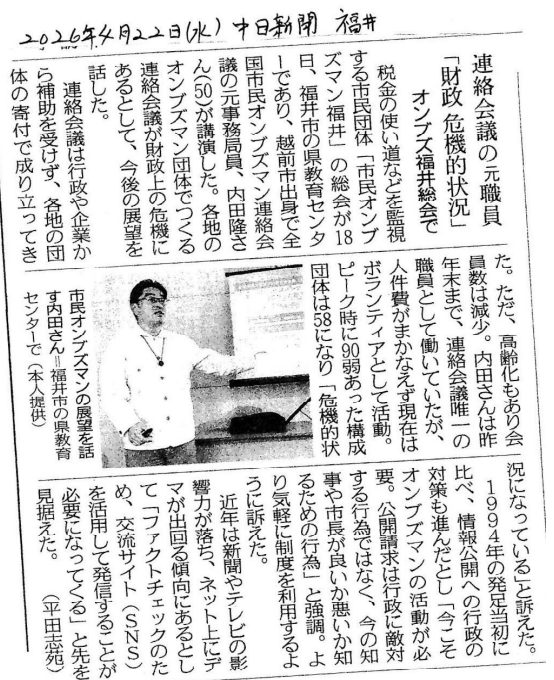 2026年4月22日(水) 中日新聞 福井
連絡会議の元職員
「財政 危機的状況」
オンブズ福井総会で
税金の使い道などを監視
する市民団体「市民オンブ
ズマン福井」の総会が18
日、福井市の県教育センタ
ーであり、越前市出身で全
国市民オンブズマン連絡会
議の元事務局員、内田隆さ
ん(50)が講演した。各地の
オンブズマン団体でつくる
連絡会議が財政上の危機に
あるとして、今後の展望を
話した。
連絡会議は行政や企業か
ら補助を受けず、各地の団
体の寄付で成り立ってき
た。ただ、高齢化もあり会
員数は減少。内田さんは昨
年末まで、連絡会議唯一の
職員として働いていたが、
人件費がまかなえず現在は
ボランティアとして活動。
ピーク時に90弱あった構成
団体は58になり「危機的状
市民オンブズマンの展望を話
す内田さん=福井市の県教育
センターで(本人提供)
況になっている」と訴えた。
1994年の発足当初に
比べ、情報公開への行政の
対策も進んだとし「今こそ
オンブズマンの活動が必
要。公開請求は行政に敵対
する行為ではなく、今の知
事や市長が良いか悪いか知
るための行為」と強調。よ
り気軽に制度を利用するよ
うに訴えた。
近年は新聞やテレビの影
響力が落ち、ネット上にデ
マが出回る傾向にあるとし
て「ファクトチェックのた
め、交流サイト(SNS)
を活用して発信することが
必要になってくる」と先を
見据えた。
(平田志苑)